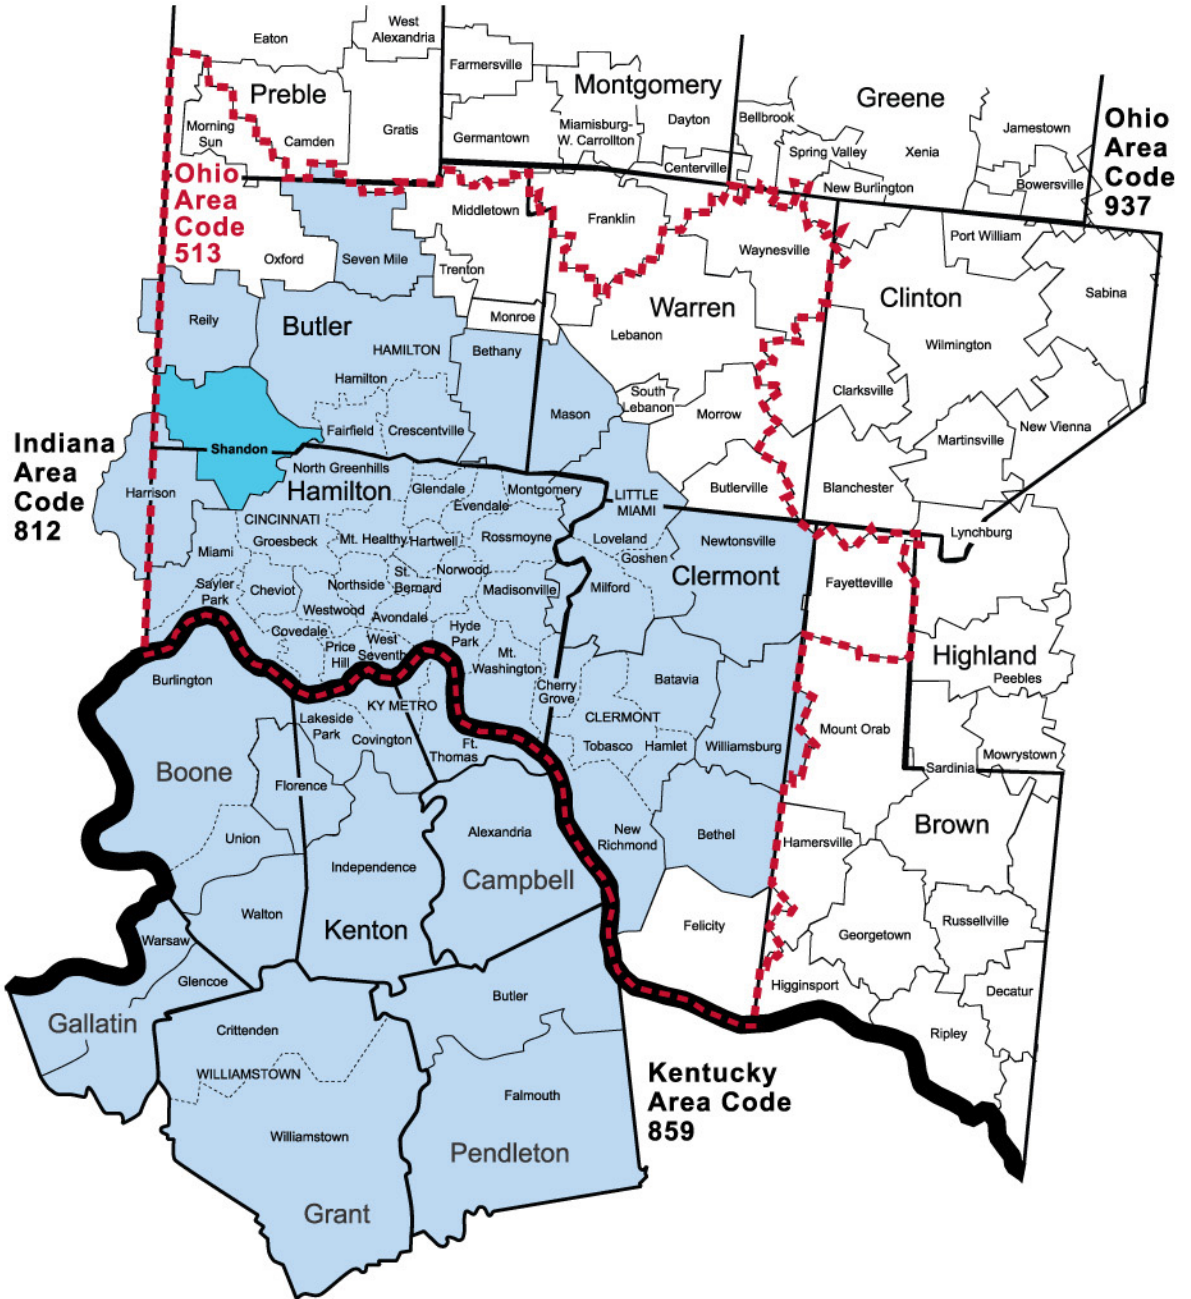 West
Alexandria
Eaton
Farmersville
Montgomery
Preble
Greene
Morning
Sun
Camden
Gratis
Germantown
Miamisburg-
W. Carrollton
Dayton
Bellbrook
Centerville
Spring Valley
Xenia
Jamestown
Bowersville
New Burlington
Ohio
Area
Code
937
Ohio
Area
Code
513
Middletown
Franklin
Waynesville
Port William
Oxford
Seven Mile
Trenton
Sabina
Reily
Butler
Monroe
Warren
Lebanon
Clinton
Wilmington
HAMILTON
Bethany
Hamilton
Fairfield
Crescentville
Mason
South
Lebanon
Morrow
Clarksville
Martinsville
New Vienna
Indiana
Area
Code
812
Shandon
Harrison
North Greenhills
Hamilton
Glendale
Montgomery
Evendale
LITTLE
MIAMI
Butlerville
Blanchester
Lynchburg
CINCINNATI
Groesbeck
Mt. Healthy
Hartwell
Rossmoyne
Loveland
Goshen
Newtonsville
Clermont
Miami
Sayler
Park
Cheviot
Northside
St.
Bernard
Norwood
Madisonville
Milford
Fayetteville
Westwood
Avondale
Covedale
Price
Hill
West
Seventh
Hyde
Park
Mt.
Washington
Cherry
Grove
Batavia
Highland
Peebles
Burlington
KY METRO
Lakeside
Park
Covington
Ft.
Thomas
CLERMONT
Tobasco
Hamlet
Williamsburg
Mount Orab
Mowrystown
Sardinia
Boone
Florence
Union
Alexandria
New
Richmond
Bethel
Hamersville
Brown
Independence
Campbell
Walton
Kenton
Felicity
Georgetown
Russellville
Warsaw
Glencoe
Higginsport
Decatur
Gallatin
Crittenden
Butler
Ripley
WILLIAMSTOWN
Kentucky
Area Code
859
Falmouth
Williamstown
Pendleton
Grant